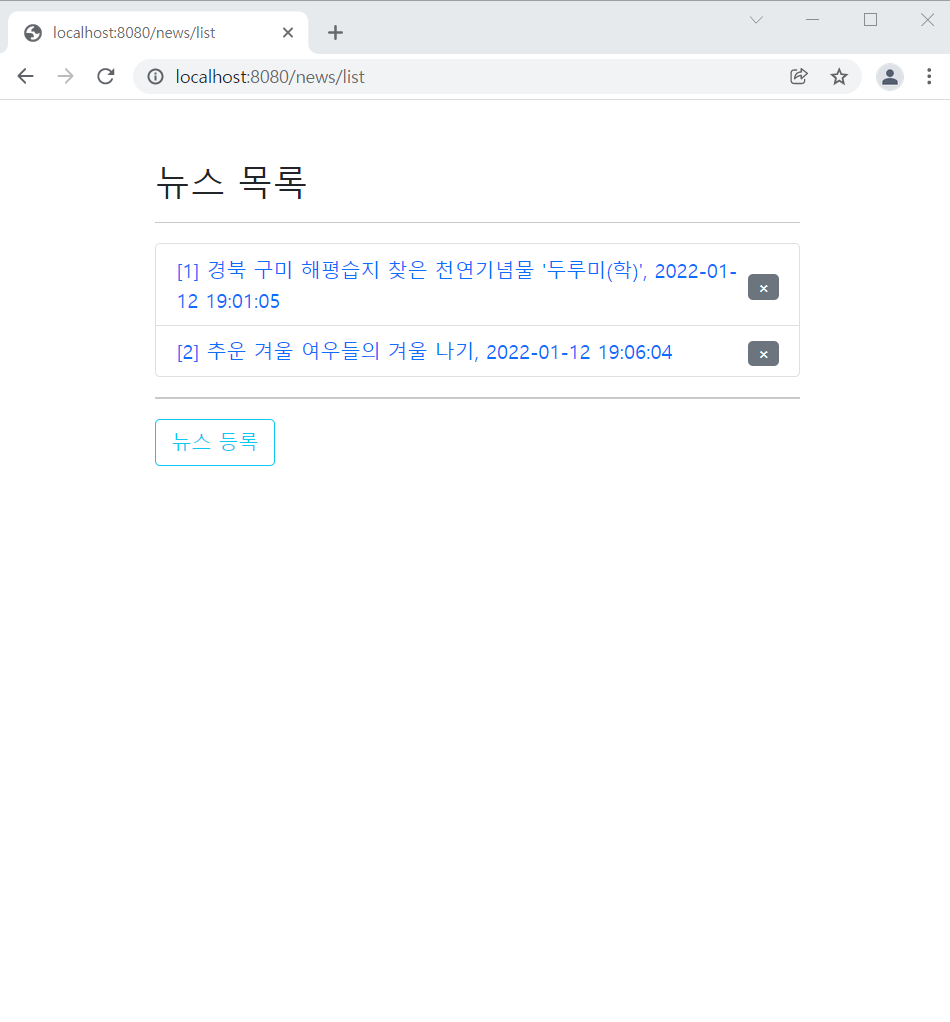 localhost:8080/news/list
localhost:8080/news/list
뉴스 목록
[1] 경북 구미 해평습지 찾은 천연기념물 '두루미(학)', 2022-01-
12 19:01:05
[2] 추운 겨울 여우들의 겨울 나기, 2022-01-12 19:06:04
뉴스 등록